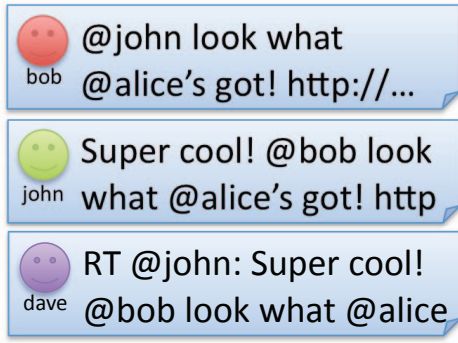 @john look what
bob
@alice's got! http://...
Super cool! @bob look
john
what @alice's got! http
RT @john: Super cool!
dave
@bob look what @alice